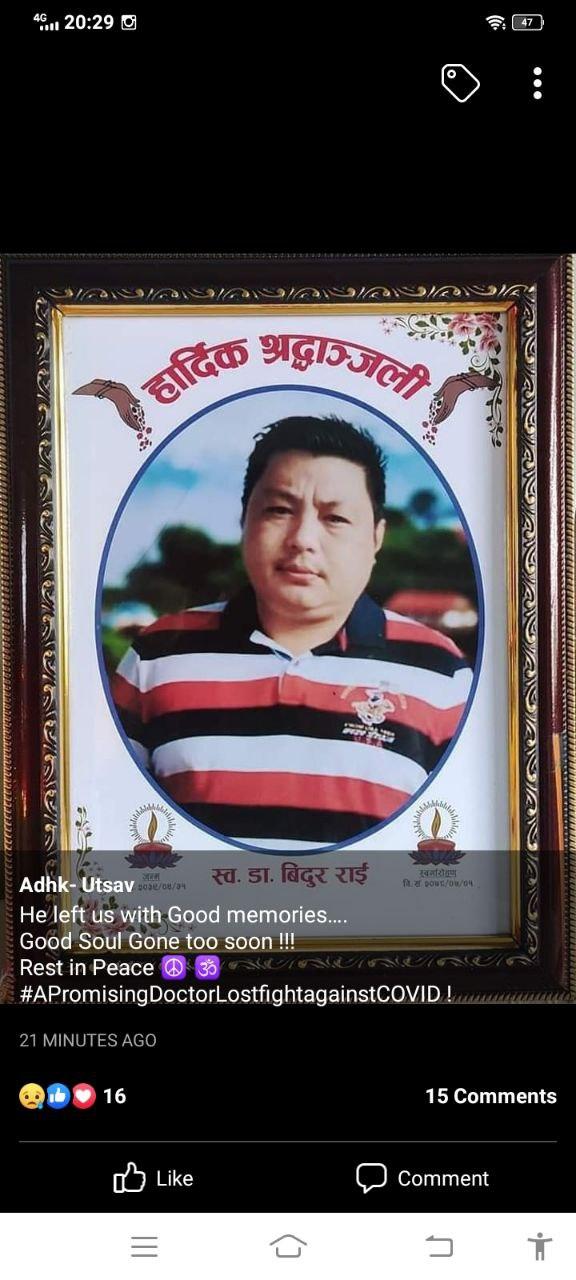 4G 20:29 47
हार्दिक श्रद्धाञ्जली
U.S.A
जन्म
स्वर्गारोहण
स्व. डा. बिदुर राई
Adhk- Utsav
He left us with Good memories....
Good Soul Gone too soon !!!
Rest in Peace ☮ 🕉
#APromisingDoctorLostfightagainstCOVID !
21 MINUTES AGO
16
15 Comments
Like
Comment